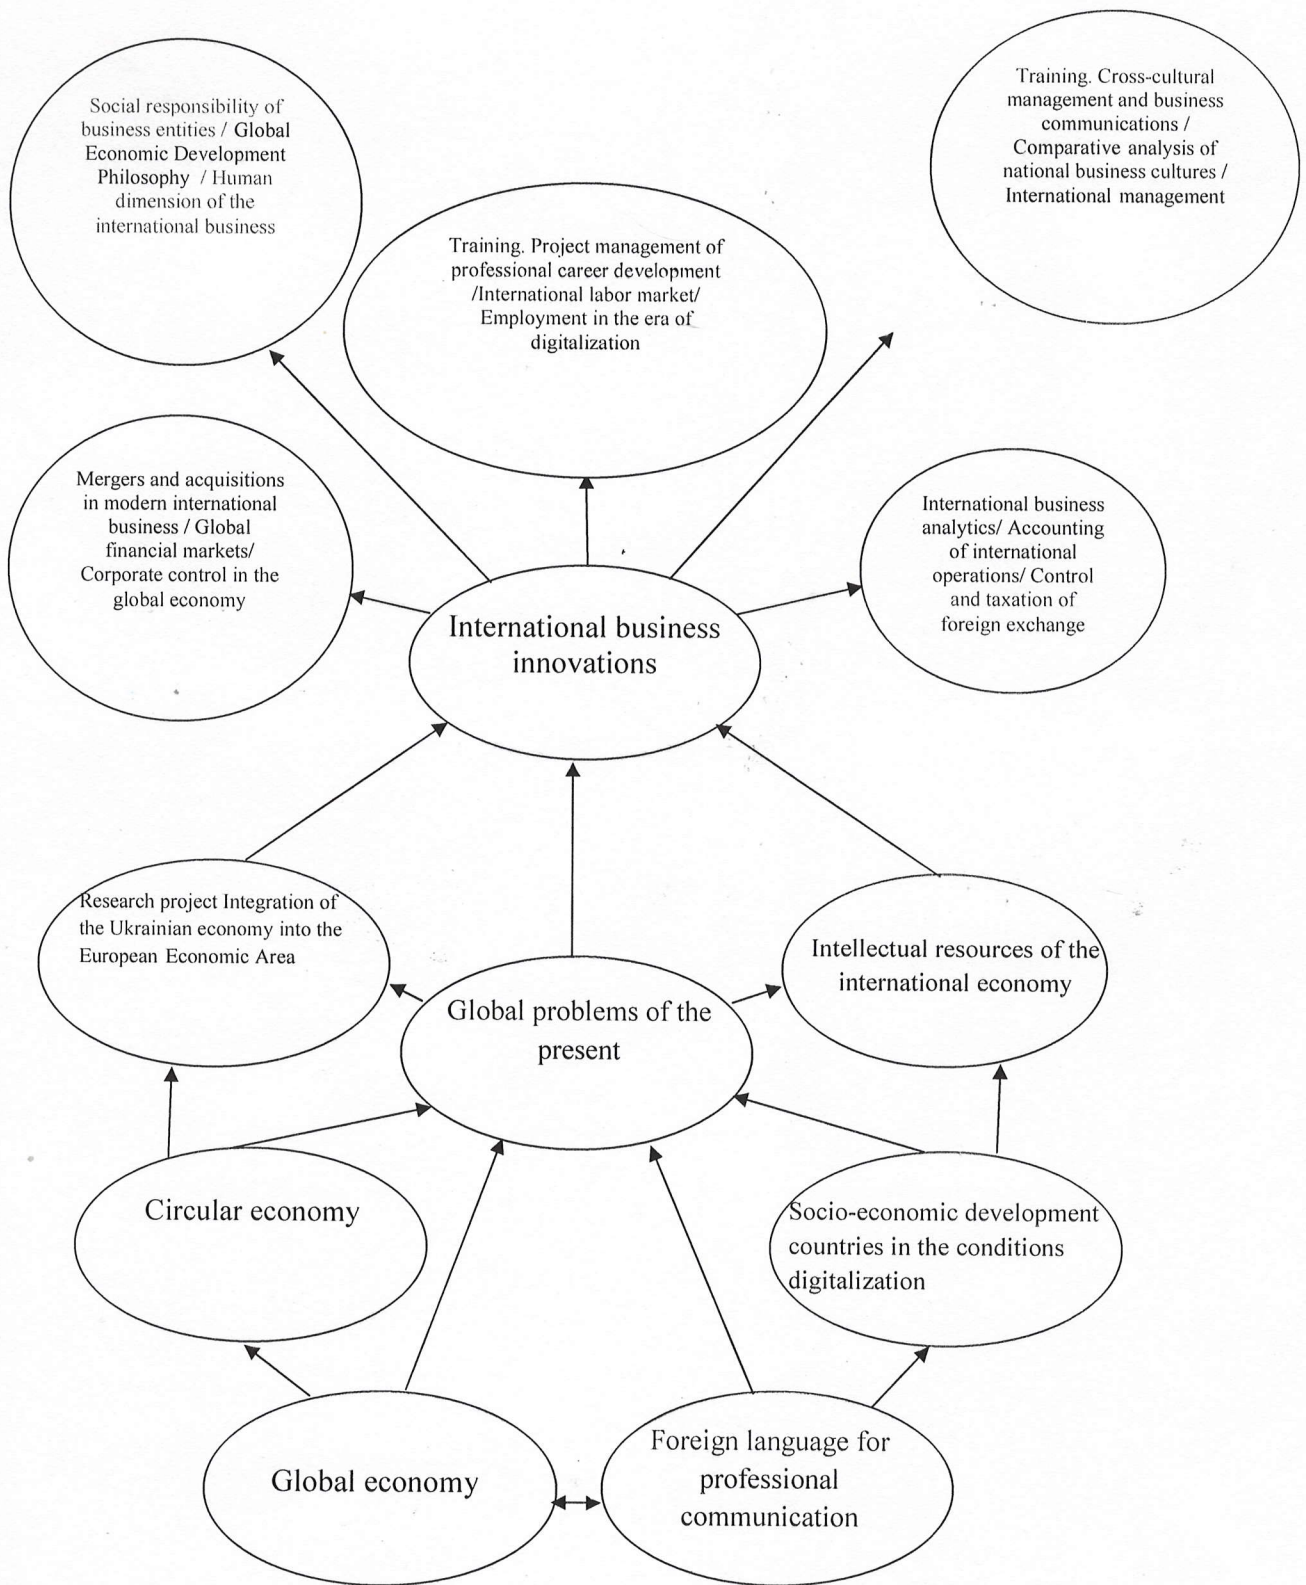 Social responsibility of
business entities / Global
Economic Development
Philosophy / Human
dimension of the
international business
Training. Cross-cultural
management and business
communications /
Comparative analysis of
national business cultures /
International management
Training. Project management of
professional career development
/International labor market/
Employment in the era of
digitalization
Mergers and acquisitions
in modern international
business / Global
financial markets/
Corporate control in the
global economy
International business
analytics/ Accounting
of international
operations/ Control
and taxation of
foreign exchange
International business
innovations
Research project Integration of
the Ukrainian economy into the
European Economic Area
Intellectual resources of the
international economy
Global problems of the
present
Circular economy
Socio-economic development
countries in the conditions
digitalization
Global economy
Foreign language for
professional
communication